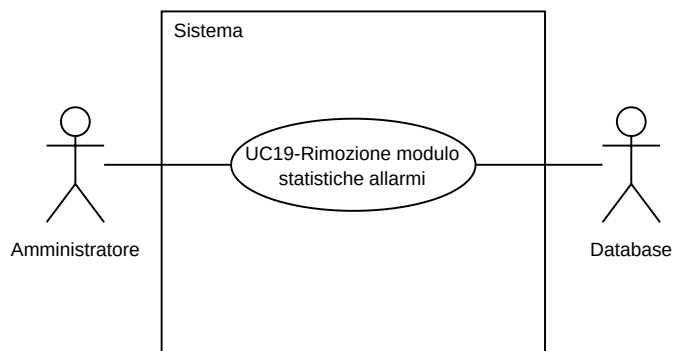 Sistema
UC19-Rimozione modulo
statistiche allarmi
Amministratore
Database